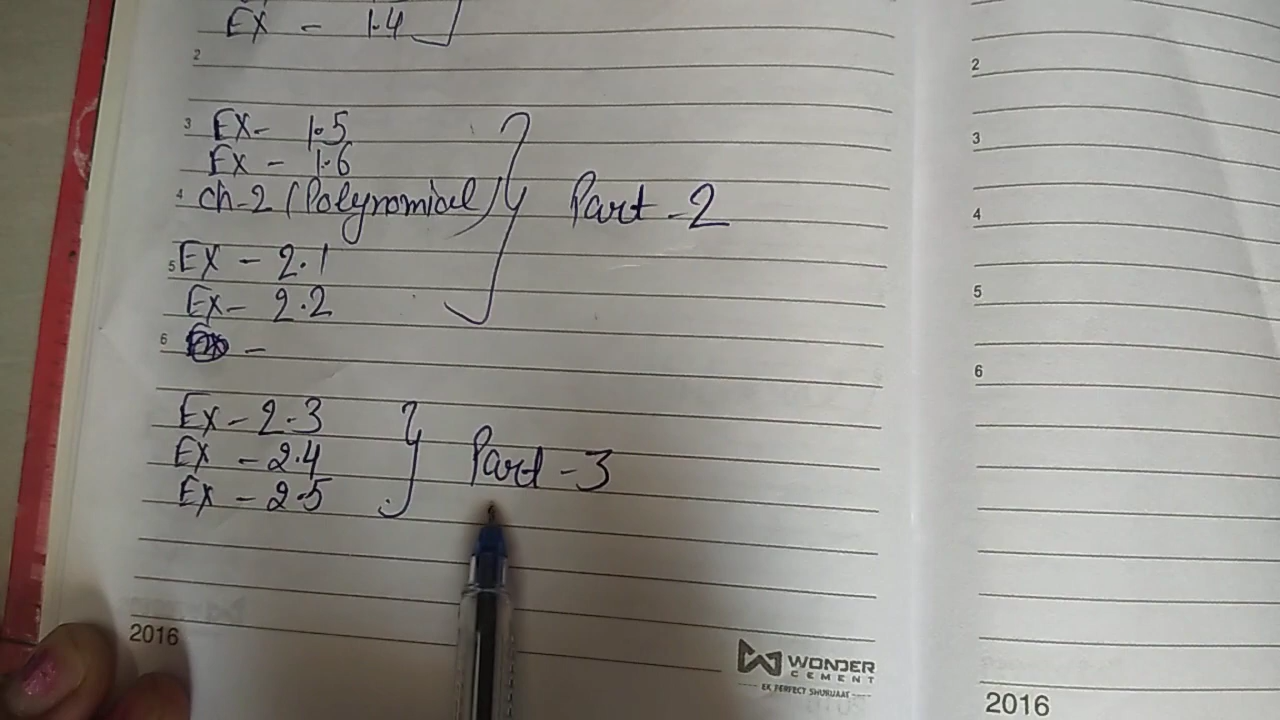 Ex - 1.4
2
3 Ex - 1.5
Ex - 1.6
4 Ch-2 (Polynomial) Part - 2
5 Ex - 2.1
Ex - 2.2
6 -
Ex - 2.3
Ex - 2.4 Part - 3
Ex - 2.5
2016
WONDER
CEMENT
EK PERFECT SHURUAAT
2
3
4
5
6
2016